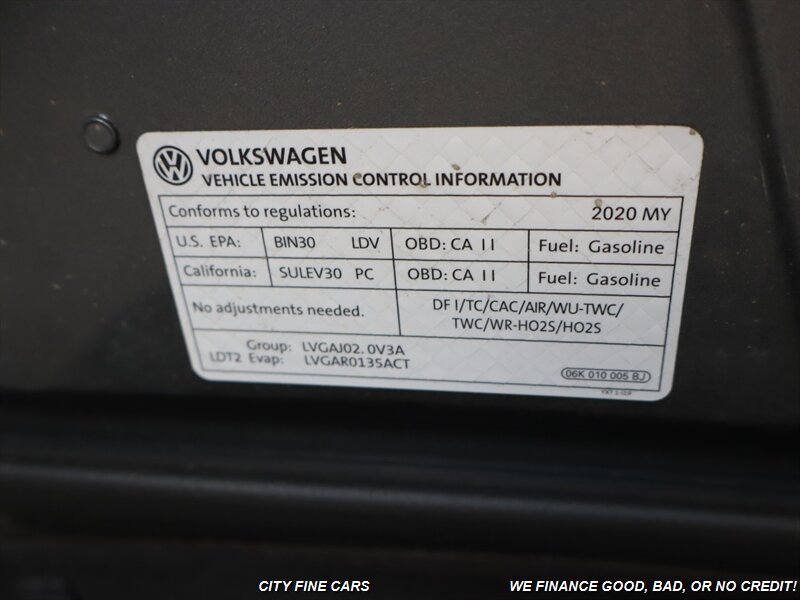 VOLKSWAGEN
VEHICLE EMISSION CONTROL INFORMATION
Conforms to regulations: 2020 MY
U.S. EPA: BIN30 LDV OBD: CA II Fuel: Gasoline
California: SULEV30 PC OBD: CA II Fuel: Gasoline
No adjustments needed. DFI/TC/CAC/AIR/WU-TWC/
TWC/WR-HO2S/HO2S
Group: LVGAJ02.0V3A
LDT2 Evap: LVGAR0135ACT
06K 010 005 BJ
CITY FINE CARS WE FINANCE GOOD, BAD, OR NO CREDIT!